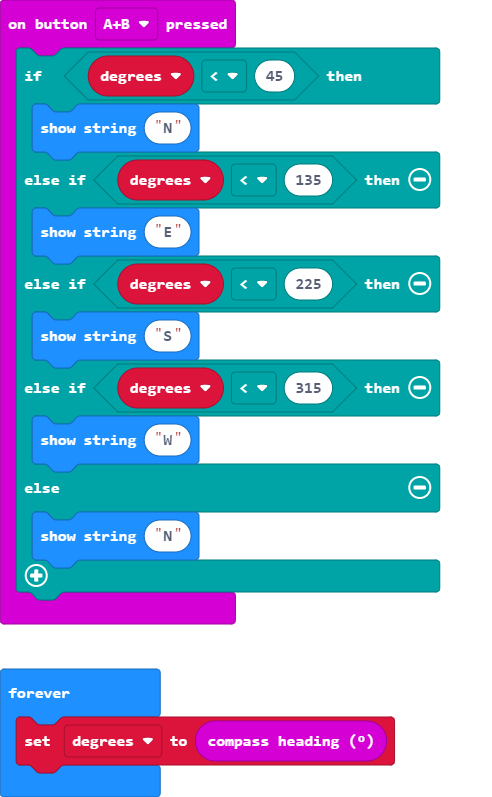 on button A+B pressed
if degrees < 45 then
show string "N"
else if degrees < 135 then
show string "E"
else if degrees < 225 then
show string "S"
else if degrees < 315 then
show string "W"
else
show string "N"
forever
set degrees to compass heading (º)